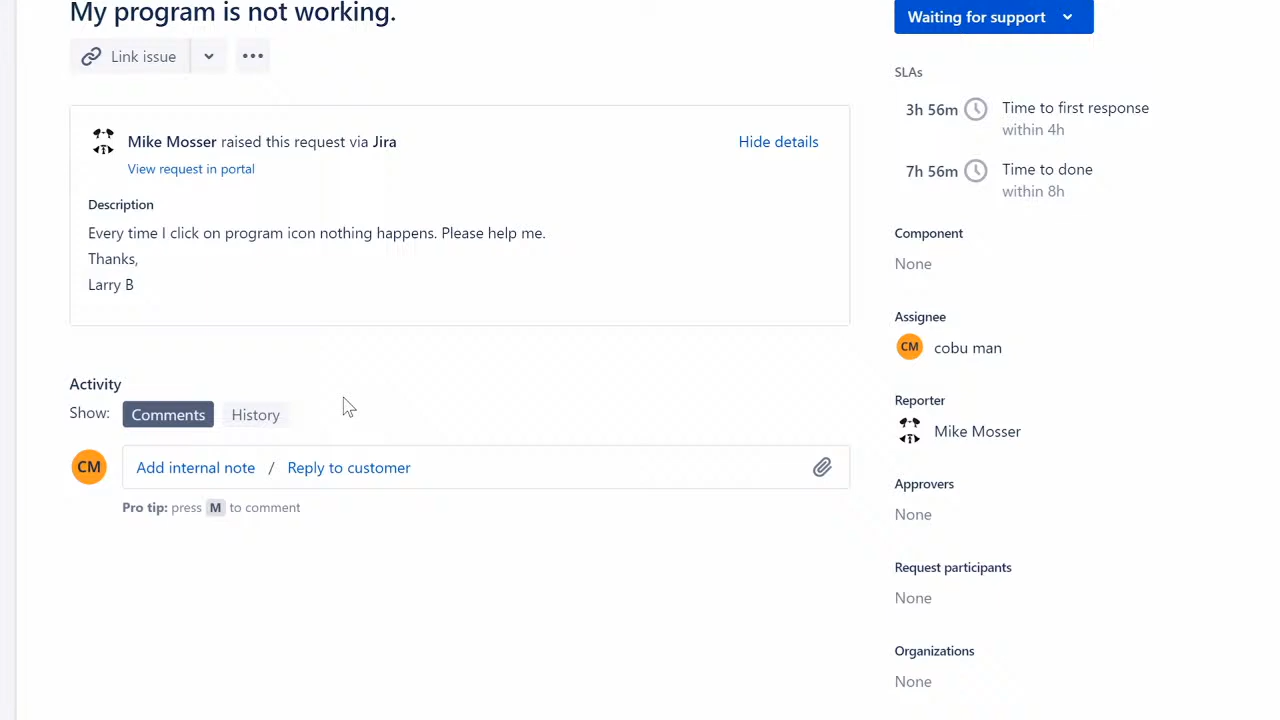 My program is not working.
Link issue
Mike Mosser raised this request via Jira
Hide details
View request in portal
Description
Every time I click on program icon nothing happens. Please help me.
Thanks,
Larry B
Activity
Show: Comments History
CM Add internal note / Reply to customer
Pro tip: press M to comment
Waiting for support
SLAs
3h 56m Time to first response
within 4h
7h 56m Time to done
within 8h
Component
None
Assignee
CM cobu man
Reporter
Mike Mosser
Approvers
None
Request participants
None
Organizations
None